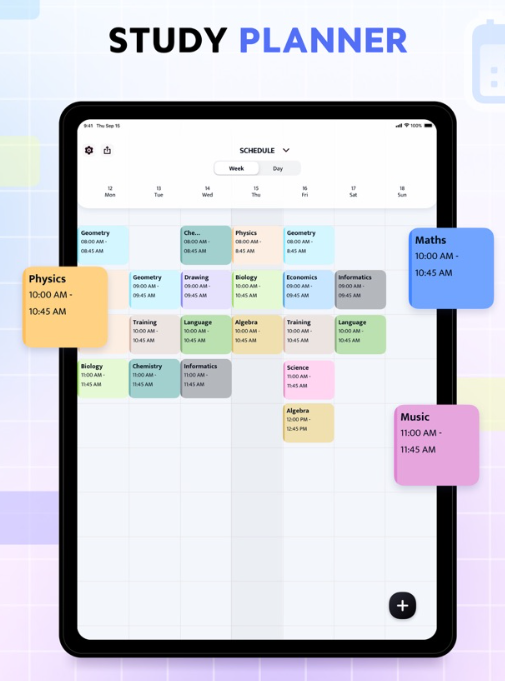 STUDY PLANNER
9:41 Thu Sep 15
100%
SCHEDULE
Week Day
12 13 14 15 16 17 18
Mon Tue Wed Thu Fri Sat Sun
Geometry
08:00 AM -
08:45 AM
Che...
08:00 AM -
08:45 AM
Physics
08:00 AM -
8:45 AM
Geometry
08:00 AM -
8:45 AM
Maths
10:00 AM -
10:45 AM
Physics
10:00 AM -
10:45 AM
Geometry
09:00 AM -
09:45 AM
Drawing
09:00 AM -
09:45 AM
Biology
10:00 AM -
10:45 AM
Economics
09:00 AM -
09:45 AM
Informatics
09:00 AM -
09:45 AM
Training
10:00 AM -
10:45 AM
Language
10:00 AM -
10:45 AM
Algebra
10:00 AM -
10:45 AM
Training
10:00 AM -
10:45 AM
Language
10:00 AM -
10:45 AM
Biology
11:00 AM -
11:45 AM
Chemistry
11:00 AM -
11:45 AM
Informatics
11:00 AM -
11:45 AM
Science
11:00 AM -
11:45 AM
Algebra
12:00 PM -
12:45 PM
Music
11:00 AM -
11:45 AM